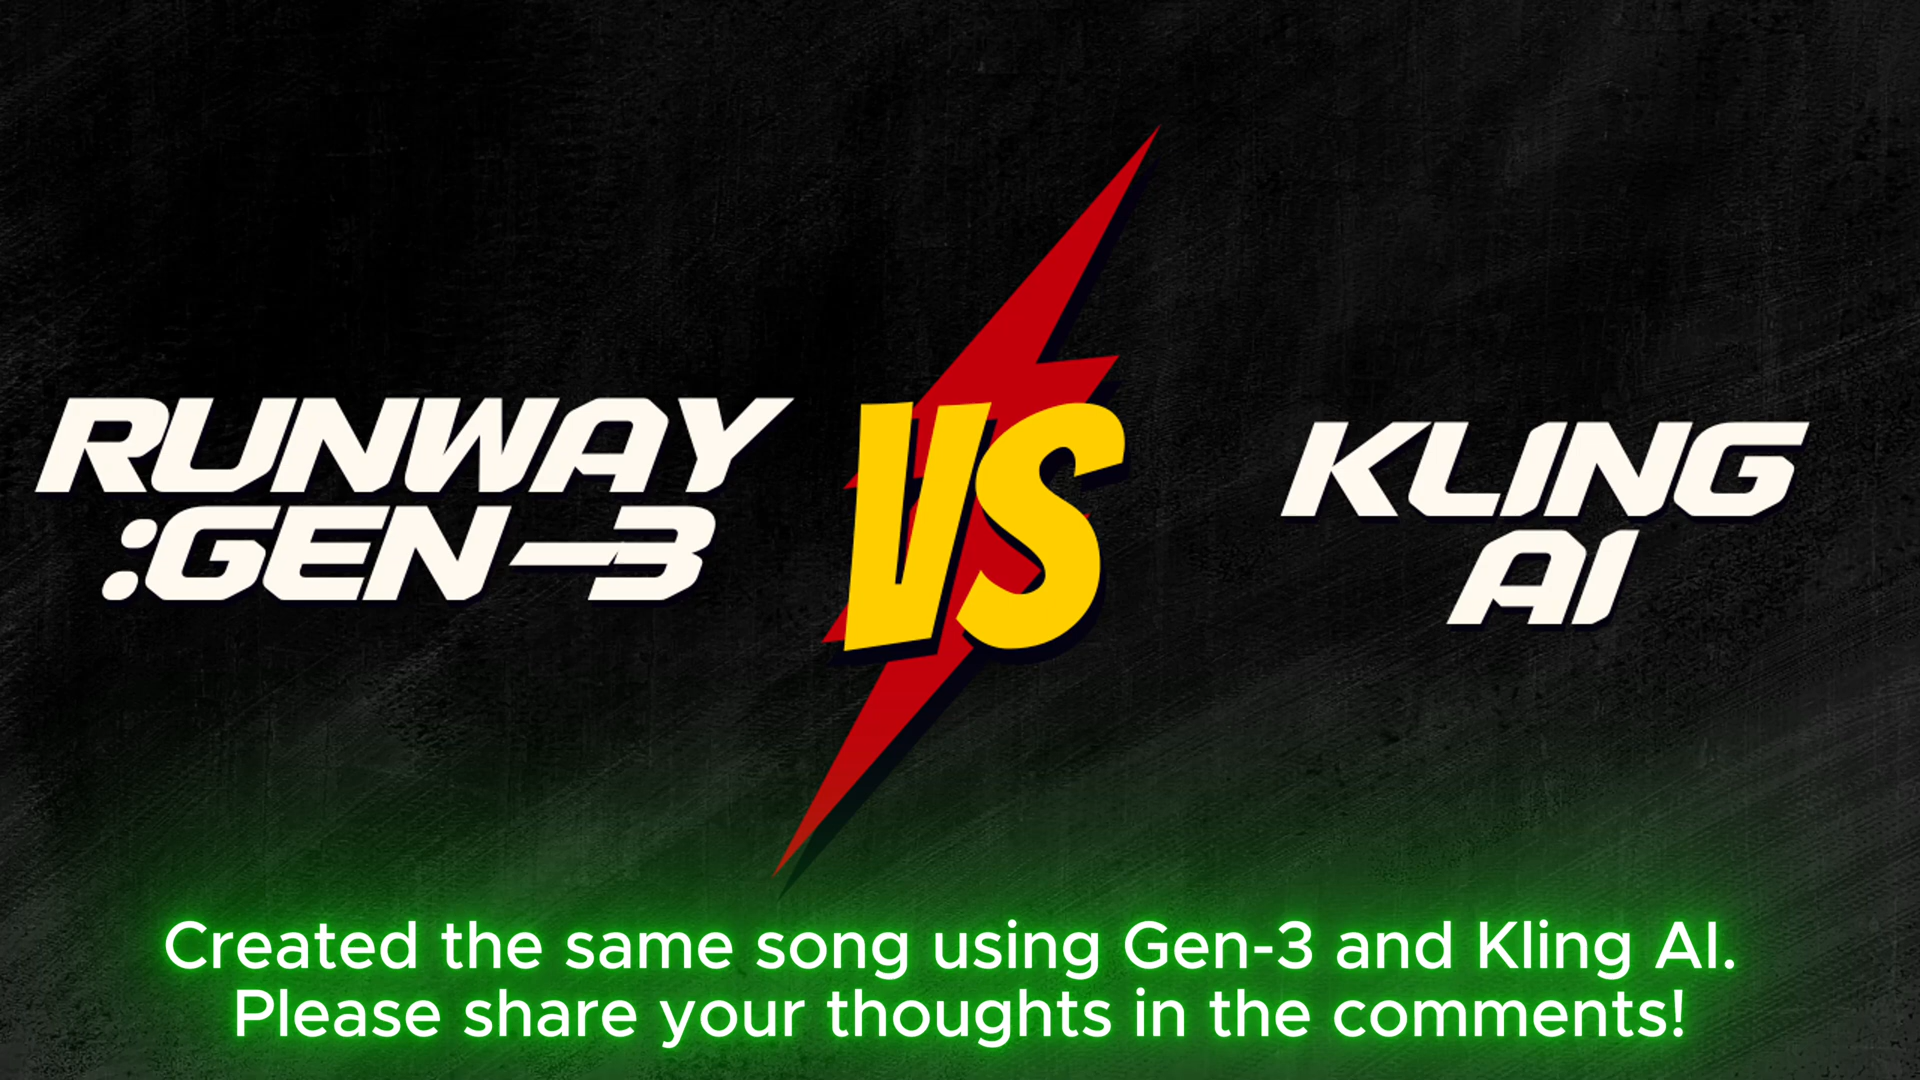 RUNWAY
:GEN-3
VS
KLING
AI
Created the same song using Gen-3 and Kling AI.
Please share your thoughts in the comments!